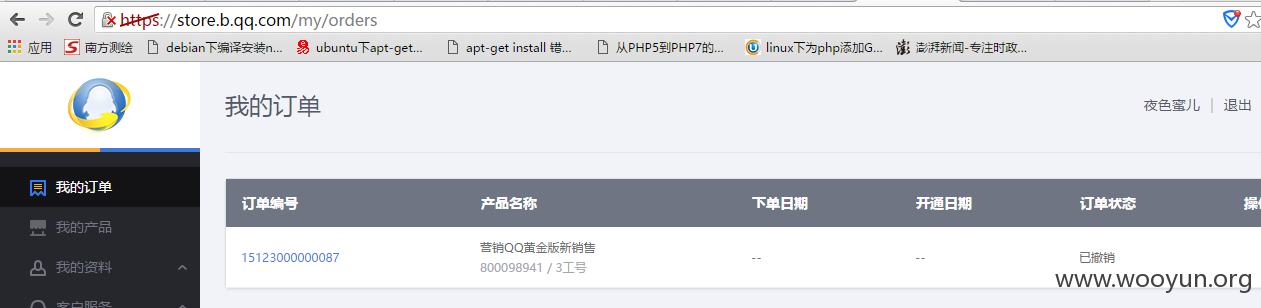 https://store.b.qq.com/my/orders
应用 南方测绘 debian下编译安装n... ubuntu下apt-get... apt-get install 错... 从PHP5到PHP7的... linux下为php添加G... 澎湃新闻-专注时政...
我的订单
夜色蜜儿 | 退出
我的订单
我的产品
我的资料
客户服务
订单编号 产品名称 下单日期 开通日期 订单状态
15123000000087 营销QQ黄金版新销售 -- -- 已撤销
800098941 / 3工号
www.wooyun.org